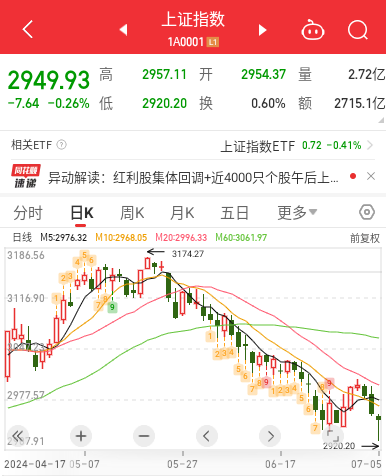 上证指数
1A0001 L1
2949.93 高 2957.11 开 2954.37 量 2.72亿
-7.64 -0.26% 低 2920.20 换 0.60% 额 2715.1亿
相关ETF ? 上证指数ETF 0.72 -0.41%
同花顺 速递 异动解读：红利股集体回调+近4000只个股午后上...
分时 日K 周K 月K 五日 更多
日线 M5:2976.32 M10:2968.05 M20:2996.33 M60:3061.97 前复权
3186.56
3174.27
3116.90
2977.57
2920.20
2024-04-17 05-07 05-27 06-17 07-05